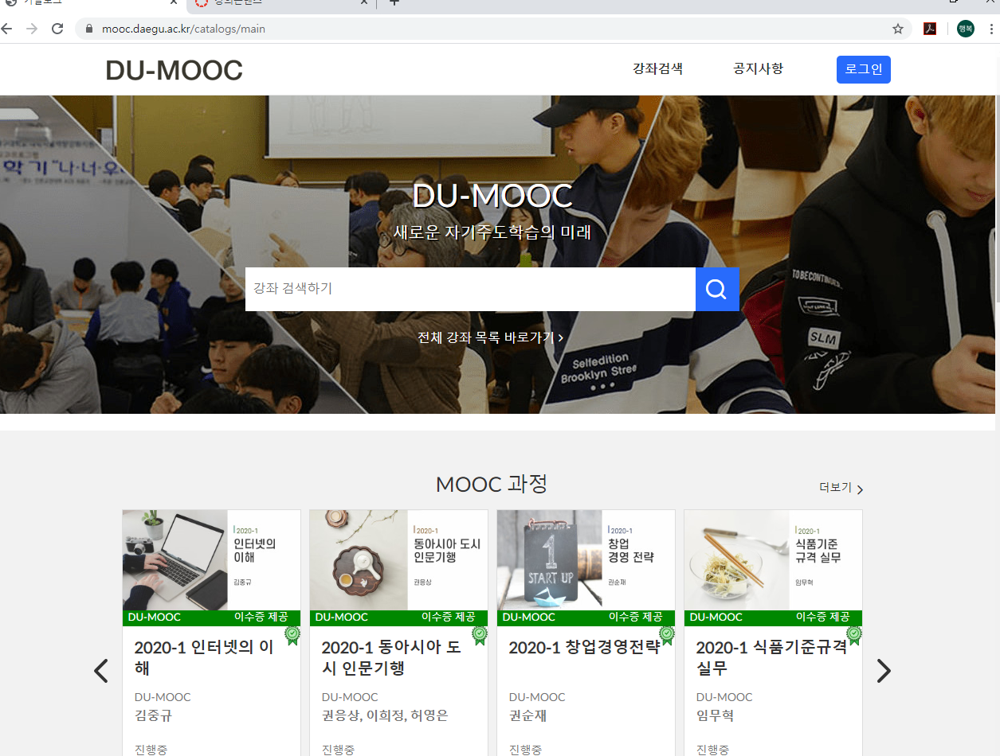 mooc.daegu.ac.kr/catalogs/main
행복
DU-MOOC
강좌검색
공지사항
로그인
학기 "나·너·우
DU-MOOC
새로운 자기주도학습의 미래
강좌 검색하기
전체 강좌 목록 바로가기 >
TO BE CONTINUED...
SLM
Selfedition
Brooklyn Street
MOOC 과정
더보기 >
2020-1
인터넷의
이해
김중규
2020-1
동아시아 도시
인문기행
권응상
2020-1
창업
경영 전략
권순재
1
START UP
2020-1
식품기준
규격 실무
임무혁
DU-MOOC 이수증 제공
DU-MOOC 이수증 제공
DU-MOOC 이수증 제공
DU-MOOC 이수증 제공
2020-1 인터넷의 이
해
DU-MOOC
김중규
진행중
2020-1 동아시아 도
시 인문기행
DU-MOOC
권응상, 이희정, 허영은
진행중
2020-1 창업경영전략
DU-MOOC
권순재
진행중
2020-1 식품기준규격
실무
DU-MOOC
임무혁
진행중